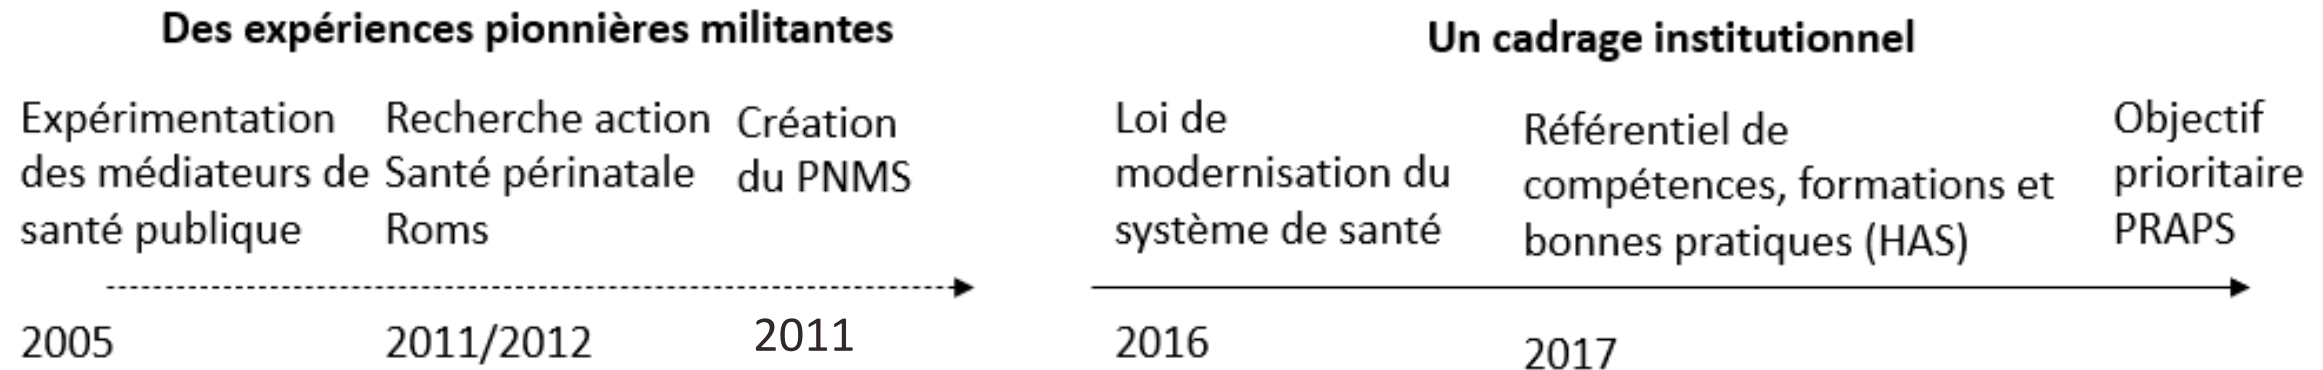 Des expériences pionnières militantes
Expérimentation
des médiateurs de
santé publique
Recherche action
Santé périnatale
Roms
Création
du PNMS
2005
2011/2012
2011
Un cadrage institutionnel
Loi de
modernisation du
système de santé
Référentiel de
compétences, formations et
bonnes pratiques (HAS)
Objectif
prioritaire
PRAPS
2016
2017